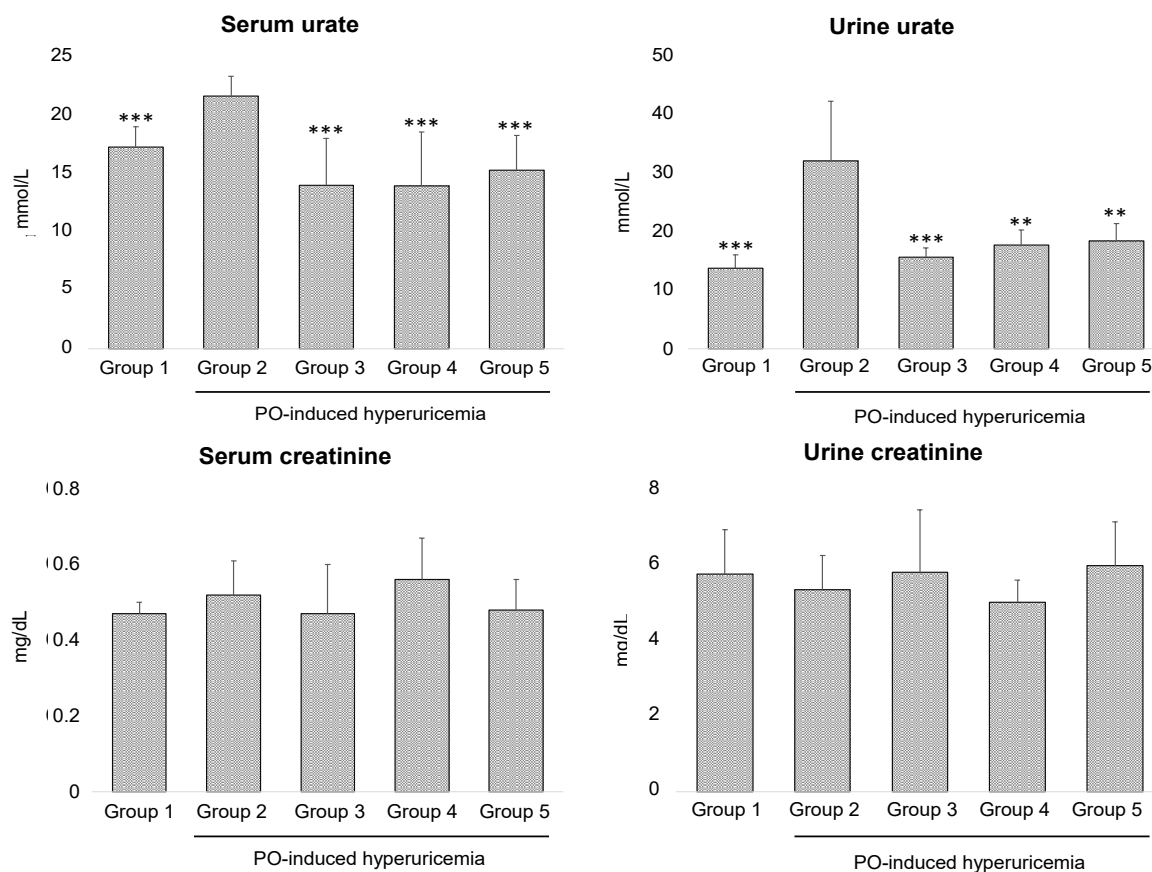 Serum urate
25
20
15
10
5
0
mmol/L
***
***
***
***
Group 1 Group 2 Group 3 Group 4 Group 5
PO-induced hyperuricemia
Urine urate
50
40
30
20
10
0
mmol/L
***
***
**
**
Group 1 Group 2 Group 3 Group 4 Group 5
PO-induced hyperuricemia
Serum creatinine
0.8
0.6
0.4
0.2
0
mg/dL
Group 1 Group 2 Group 3 Group 4 Group 5
PO-induced hyperuricemia
Urine creatinine
8
6
4
2
0
mg/dL
Group 1 Group 2 Group 3 Group 4 Group 5
PO-induced hyperuricemia